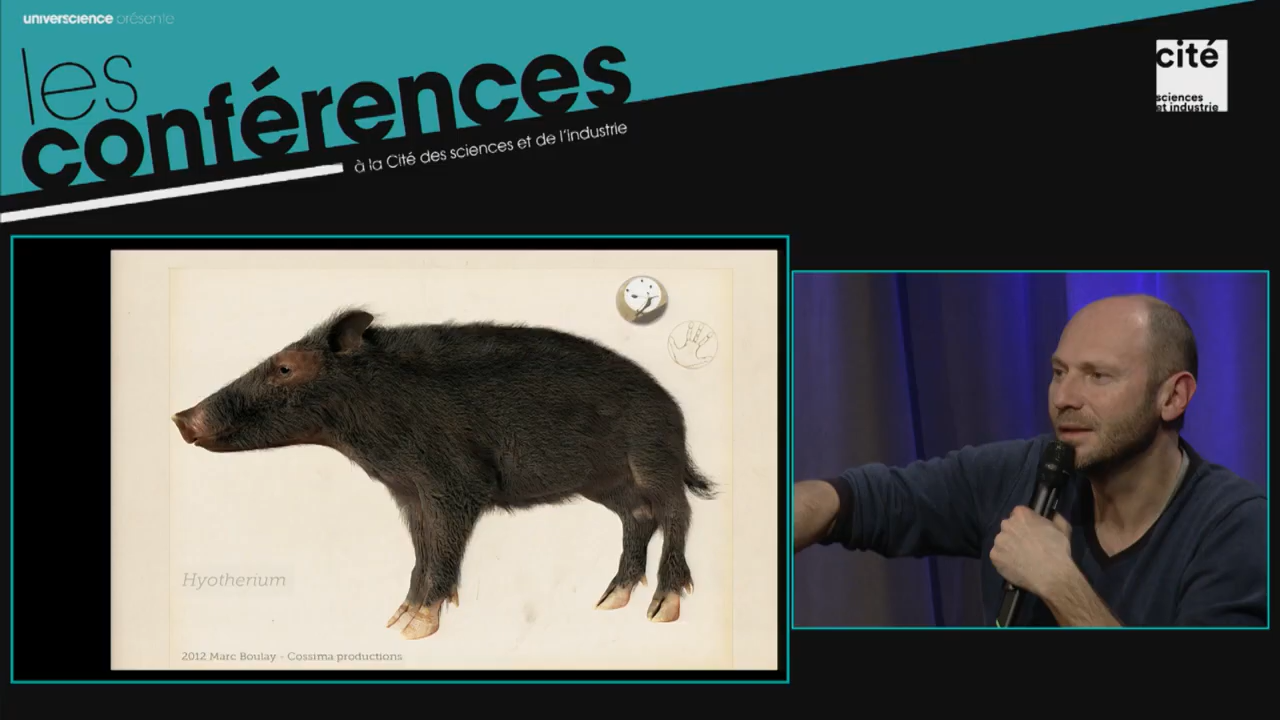 universcience présente
les
conférences
à la Cité des sciences et de l'industrie
cité
sciences
et industrie
Hyotherium
2012 Marc Boulay - Cossima productions